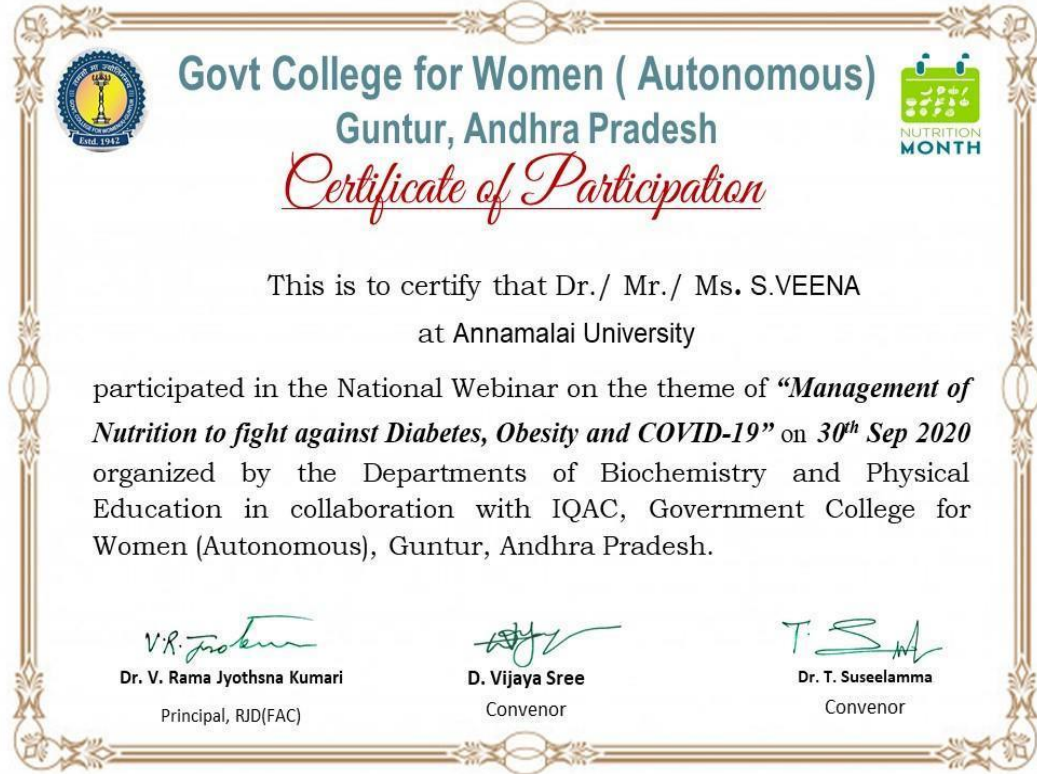 Govt College for Women ( Autonomous)
Guntur, Andhra Pradesh
Estd. 1942
NUTRITION
MONTH
Certificate of Participation
This is to certify that Dr./ Mr./ Ms. S.VEENA
at Annamalai University
participated in the National Webinar on the theme of “Management of
Nutrition to fight against Diabetes, Obesity and COVID-19” on 30th Sep 2020
organized by the Departments of Biochemistry and Physical
Education in collaboration with IQAC, Government College for
Women (Autonomous), Guntur, Andhra Pradesh.
Dr. V. Rama Jyothsna Kumari
Principal, RJD(FAC)
D. Vijaya Sree
Convenor
Dr. T. Suseelamma
Convenor